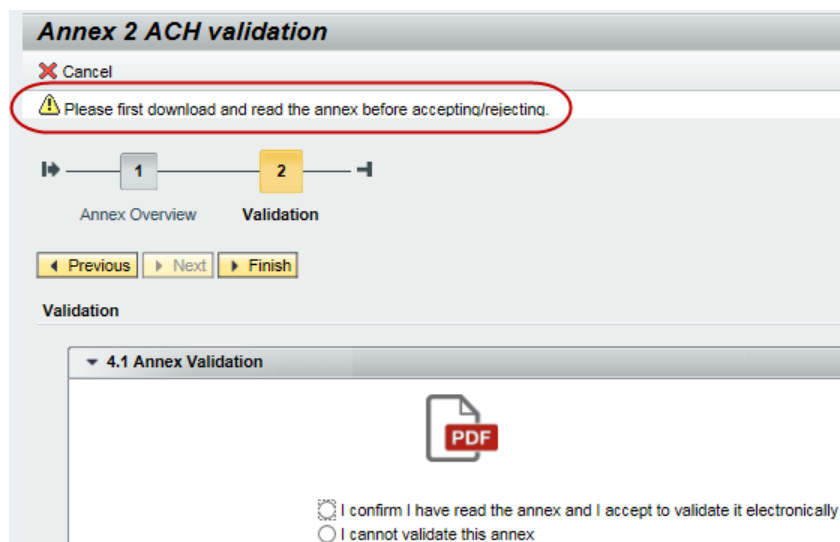 Annex 2 ACH validation
Cancel
Please first download and read the annex before accepting/rejecting.
1
2
Annex Overview
Validation
Previous
Next
Finish
Validation
4.1 Annex Validation
PDF
I confirm I have read the annex and I accept to validate it electronically
I cannot validate this annex